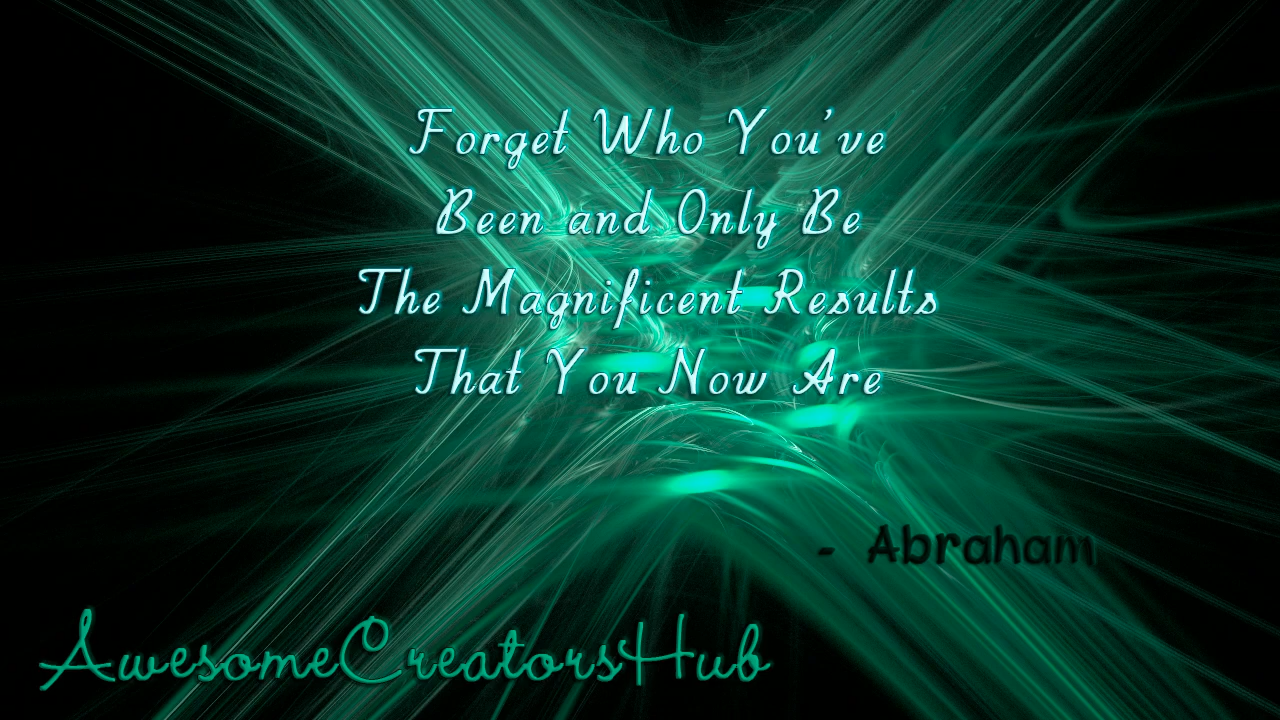 Forget Who You've
Been and Only Be
The Magnificent Results
That You Now Are
- Abraham
AwesomeCreatorsHub